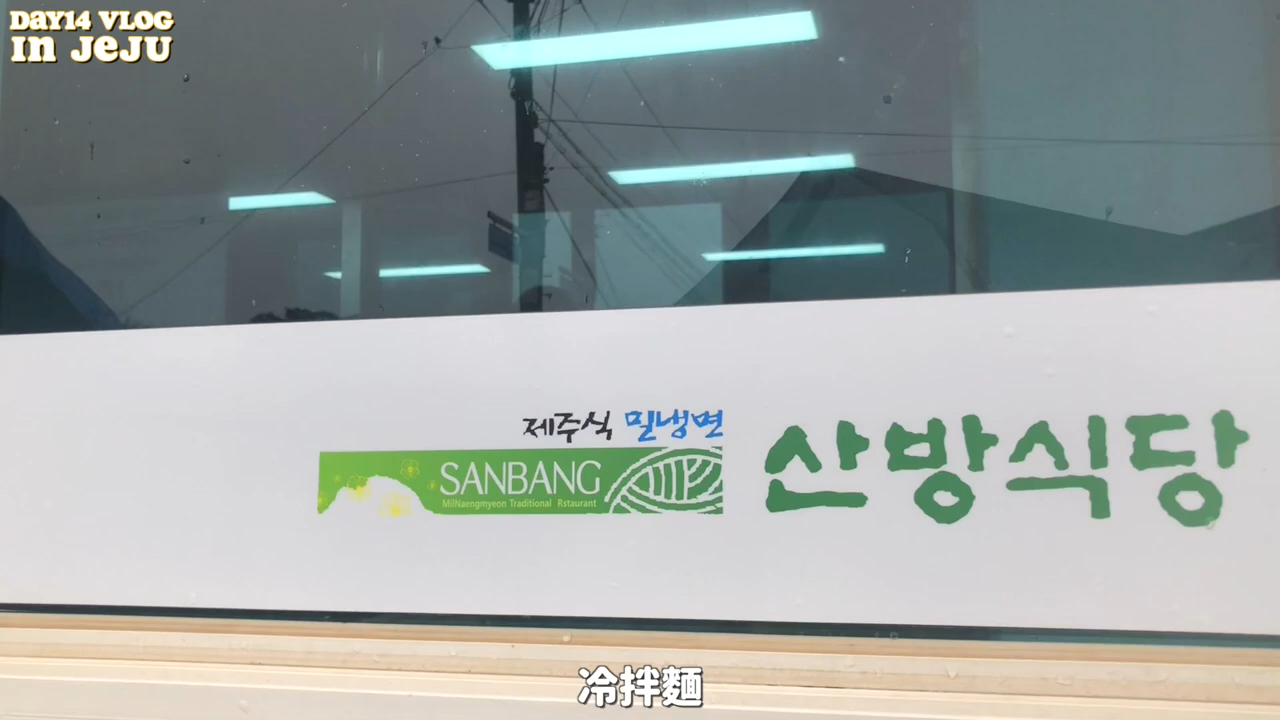 DAY14 VLOG
In JeJU
제주식 밀냉면
SANBANG
MilNaengmyeon Traditional Rstaurant
산방식당
冷拌麵